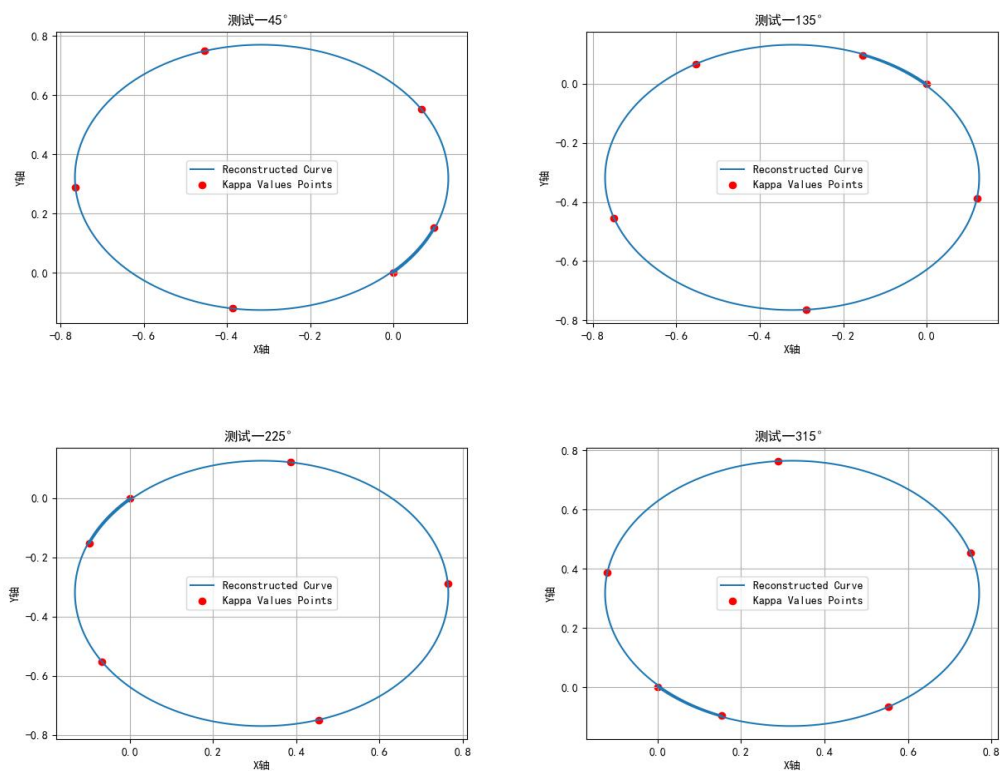 测试一45°
0.8
0.6
0.4
0.2
0.0
Y轴
Reconstructed Curve
Kappa Values Points
-0.8 -0.6 -0.4 -0.2 0.0
X轴
测试一135°
0.0
-0.2
-0.4
-0.6
-0.8
Y轴
Reconstructed Curve
Kappa Values Points
-0.8 -0.6 -0.4 -0.2 0.0
X轴
测试一225°
0.0
-0.2
-0.4
-0.6
-0.8
Y轴
Reconstructed Curve
Kappa Values Points
0.0 0.2 0.4 0.6 0.8
X轴
测试一315°
0.8
0.6
0.4
0.2
0.0
Y轴
Reconstructed Curve
Kappa Values Points
0.0 0.2 0.4 0.6 0.8
X轴